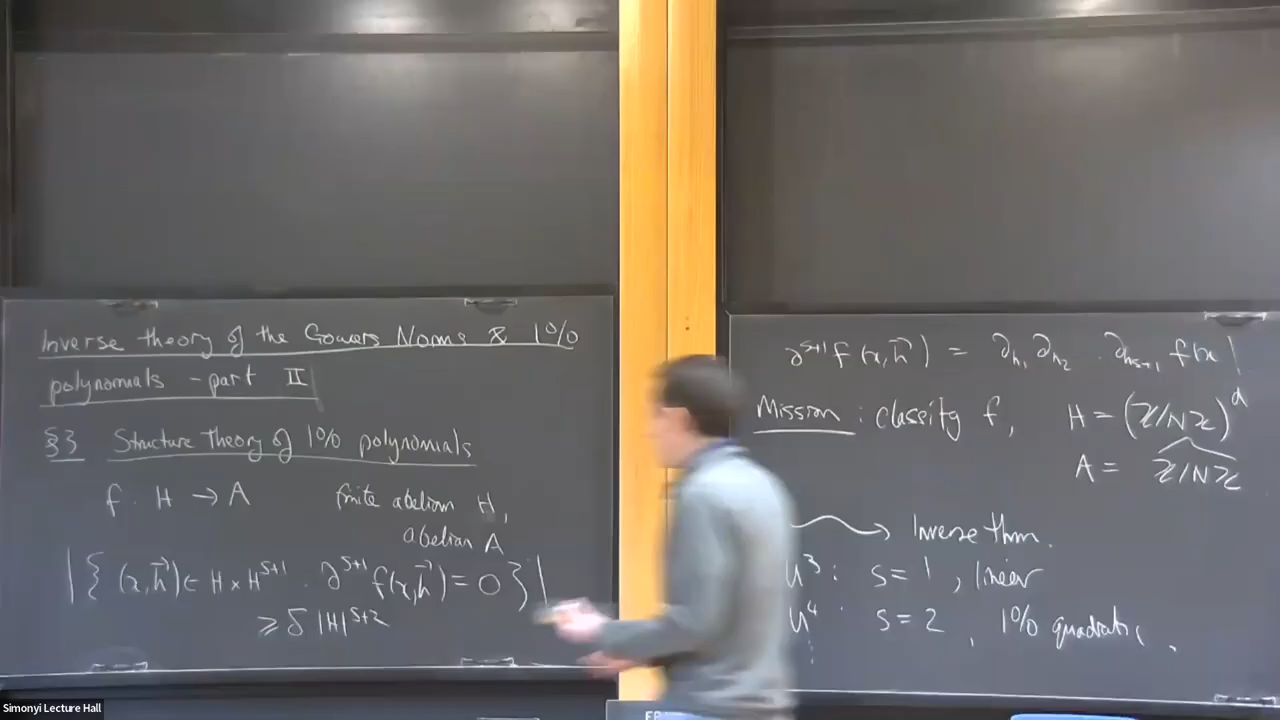 Inverse theory of the Gowers Norms & 1%
polynomials - part II
§3 Structure theory of 1% polynomials
f : H → A finite abelian H,
abelian A
|{(x,h⃗) ∈ H × H^{s+1} : ∂^{s+1} f(x,h⃗) = 0}|
≥ δ |H|^{s+2}
∂^{s+1} f(x,h⃗) = ∂_{h_1} ∂_{h_2} .. ∂_{h_{s+1}} f(x)
Mission : classify f, H = (Z/NZ)^d
A = \widehat{Z/NZ}
⇝ Inverse thm.
U^3 : s = 1, linear
U^4 : s = 2, 1% quadratic,
Simonyi Lecture Hall